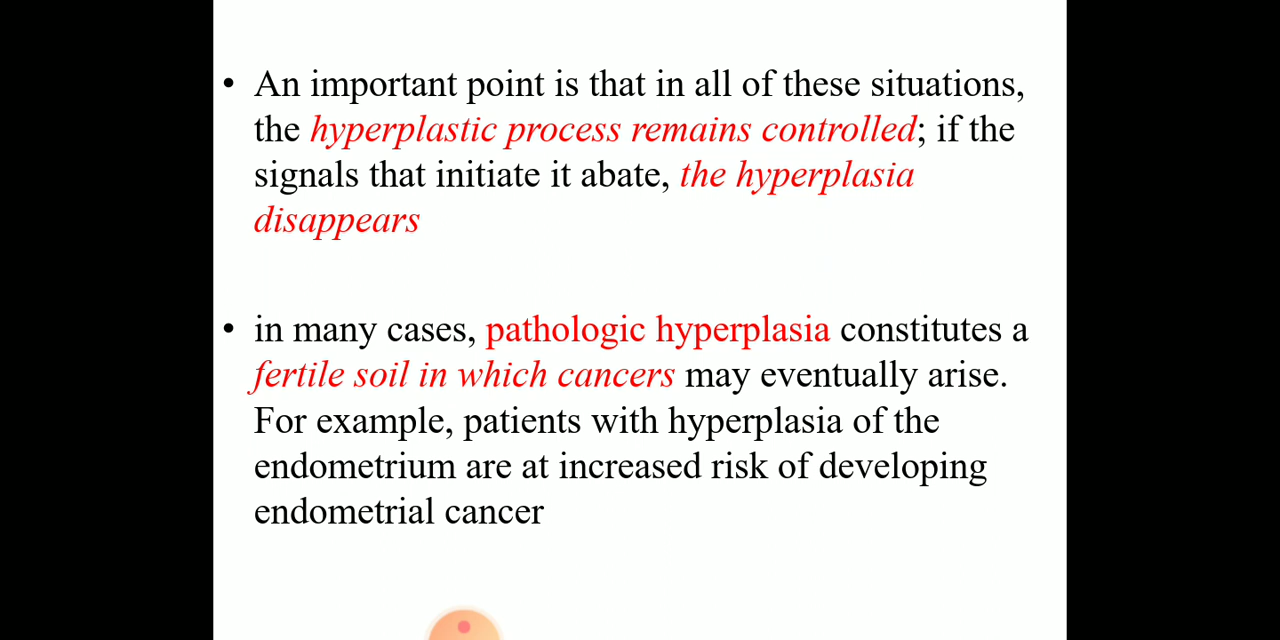 • An important point is that in all of these situations,
the hyperplastic process remains controlled; if the
signals that initiate it abate, the hyperplasia
disappears
• in many cases, pathologic hyperplasia constitutes a
fertile soil in which cancers may eventually arise.
For example, patients with hyperplasia of the
endometrium are at increased risk of developing
endometrial cancer